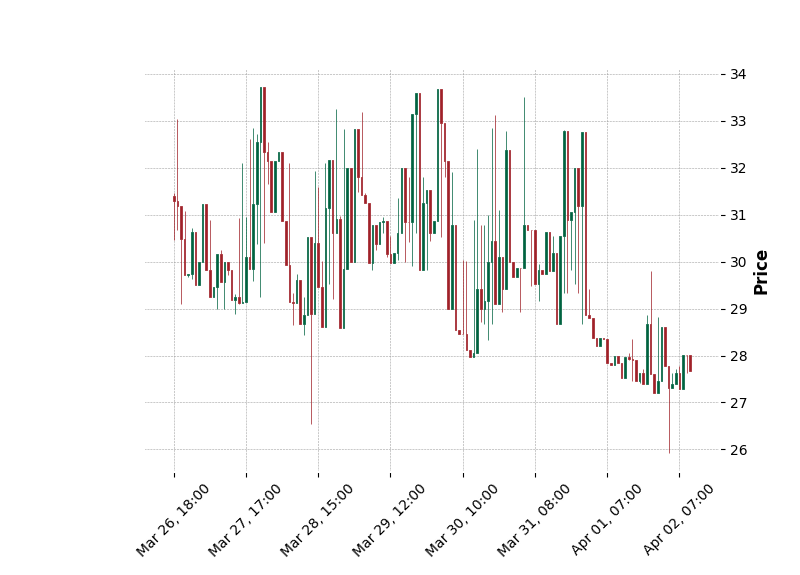 34
33
32
31
30
29
28
27
26
Price
Mar 26, 18:00
Mar 27, 17:00
Mar 28, 15:00
Mar 29, 12:00
Mar 30, 10:00
Mar 31, 08:00
Apr 01, 07:00
Apr 02, 07:00